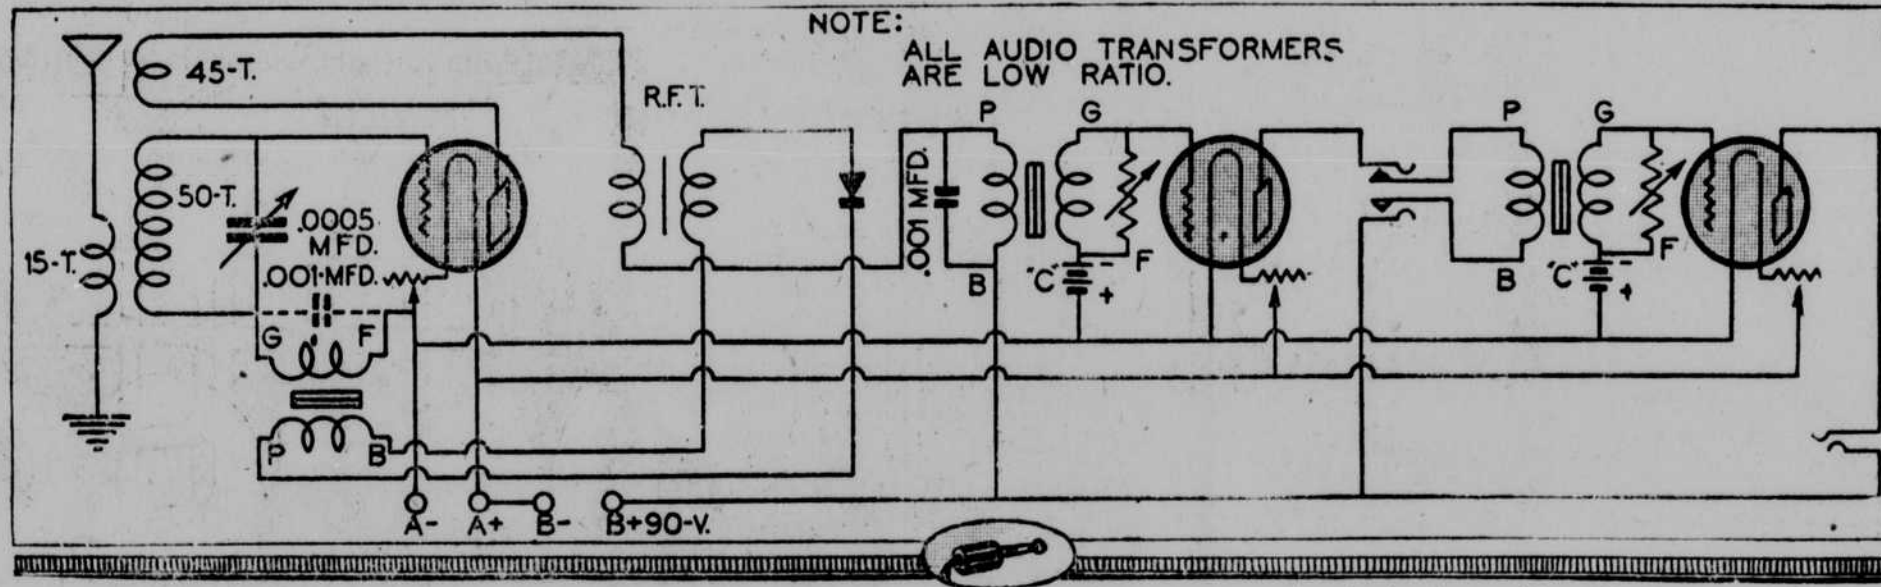 NOTE:
ALL AUDIO TRANSFORMERS
ARE LOW RATIO.
45-T.
R.F.T.
P
G
P
G
50-T.
.0005
MFD.
.001 MFD.
15-T.
.001 MFD.
B
"C"
-
+
F
B
"C"
-
+
F
G
F
P
B
A-
A+
B-
B+90-V.